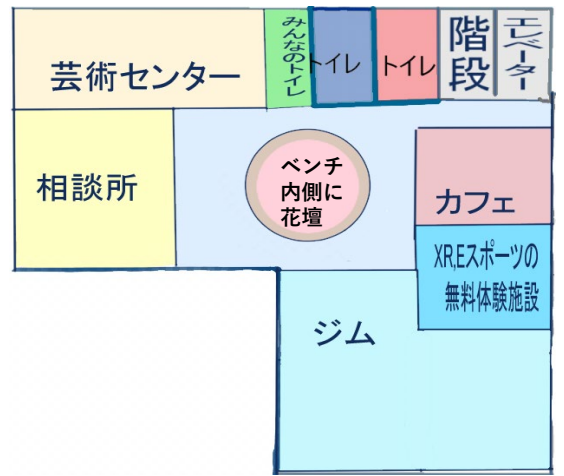 芸術センター
みんなのトイレ
トイレ
トイレ
階段
エレベーター
相談所
ベンチ
内側に
花壇
カフェ
XR,Eスポーツの
無料体験施設
ジム